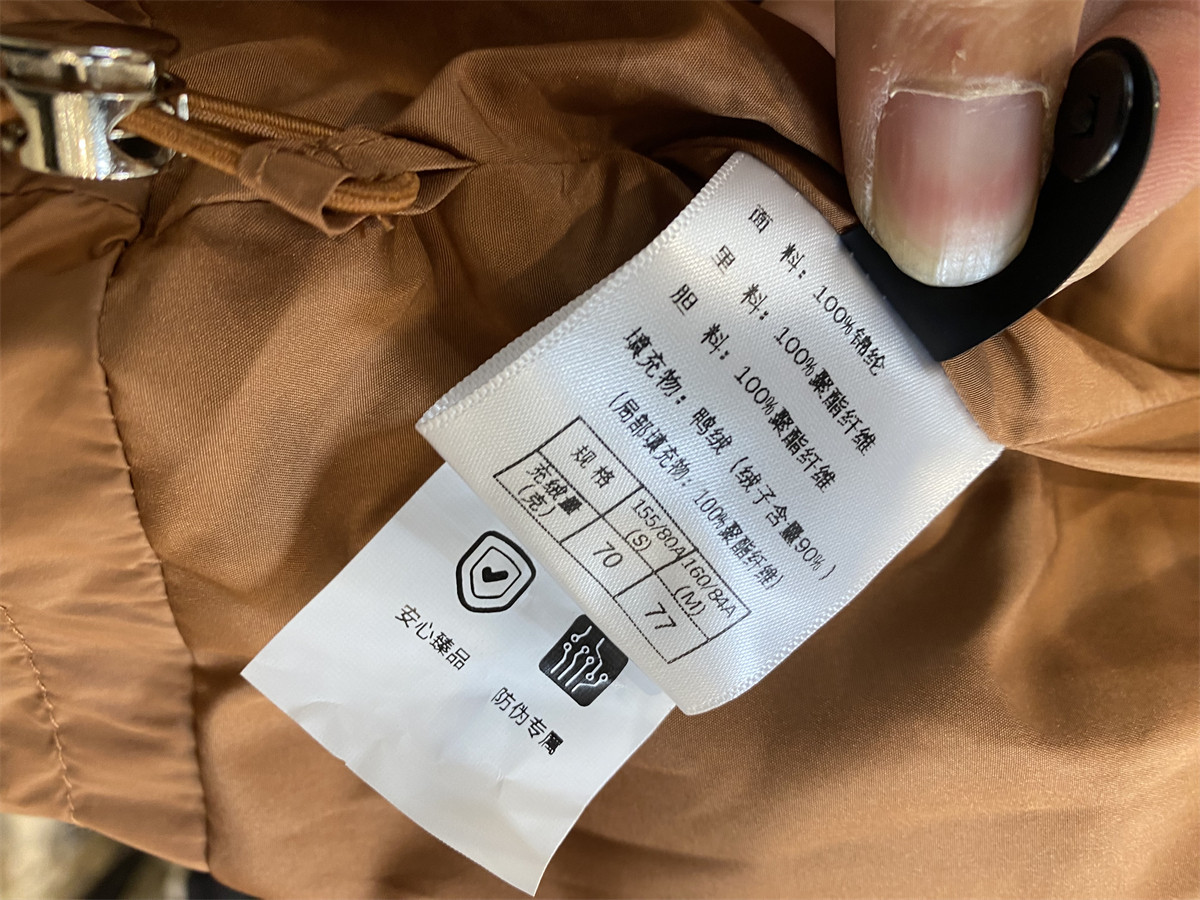 面 料：100%锦纶
里 料：100%聚酯纤维
胆 料：100%聚酯纤维
填充物：鸭绒（绒子含量90%）
（局部填充物：100%聚酯纤维）
规格 155/80A(S) 160/84A(M)
充绒量(克) 70 77
安心臻品
防伪专属